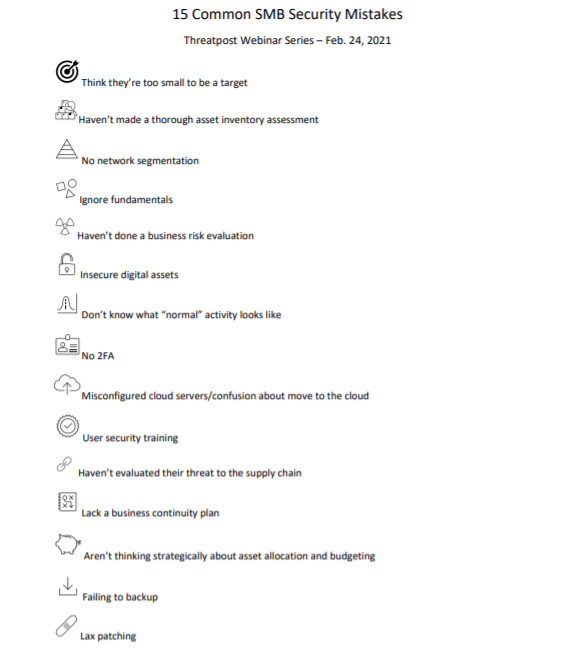 15 Common SMB Security Mistakes
Threatpost Webinar Series – Feb. 24, 2021
Think they're too small to be a target
Haven't made a thorough asset inventory assessment
No network segmentation
Ignore fundamentals
Haven't done a business risk evaluation
Insecure digital assets
Don't know what "normal" activity looks like
No 2FA
Misconfigured cloud servers/confusion about move to the cloud
User security training
Haven't evaluated their threat to the supply chain
Lack a business continuity plan
Aren't thinking strategically about asset allocation and budgeting
Failing to backup
Lax patching